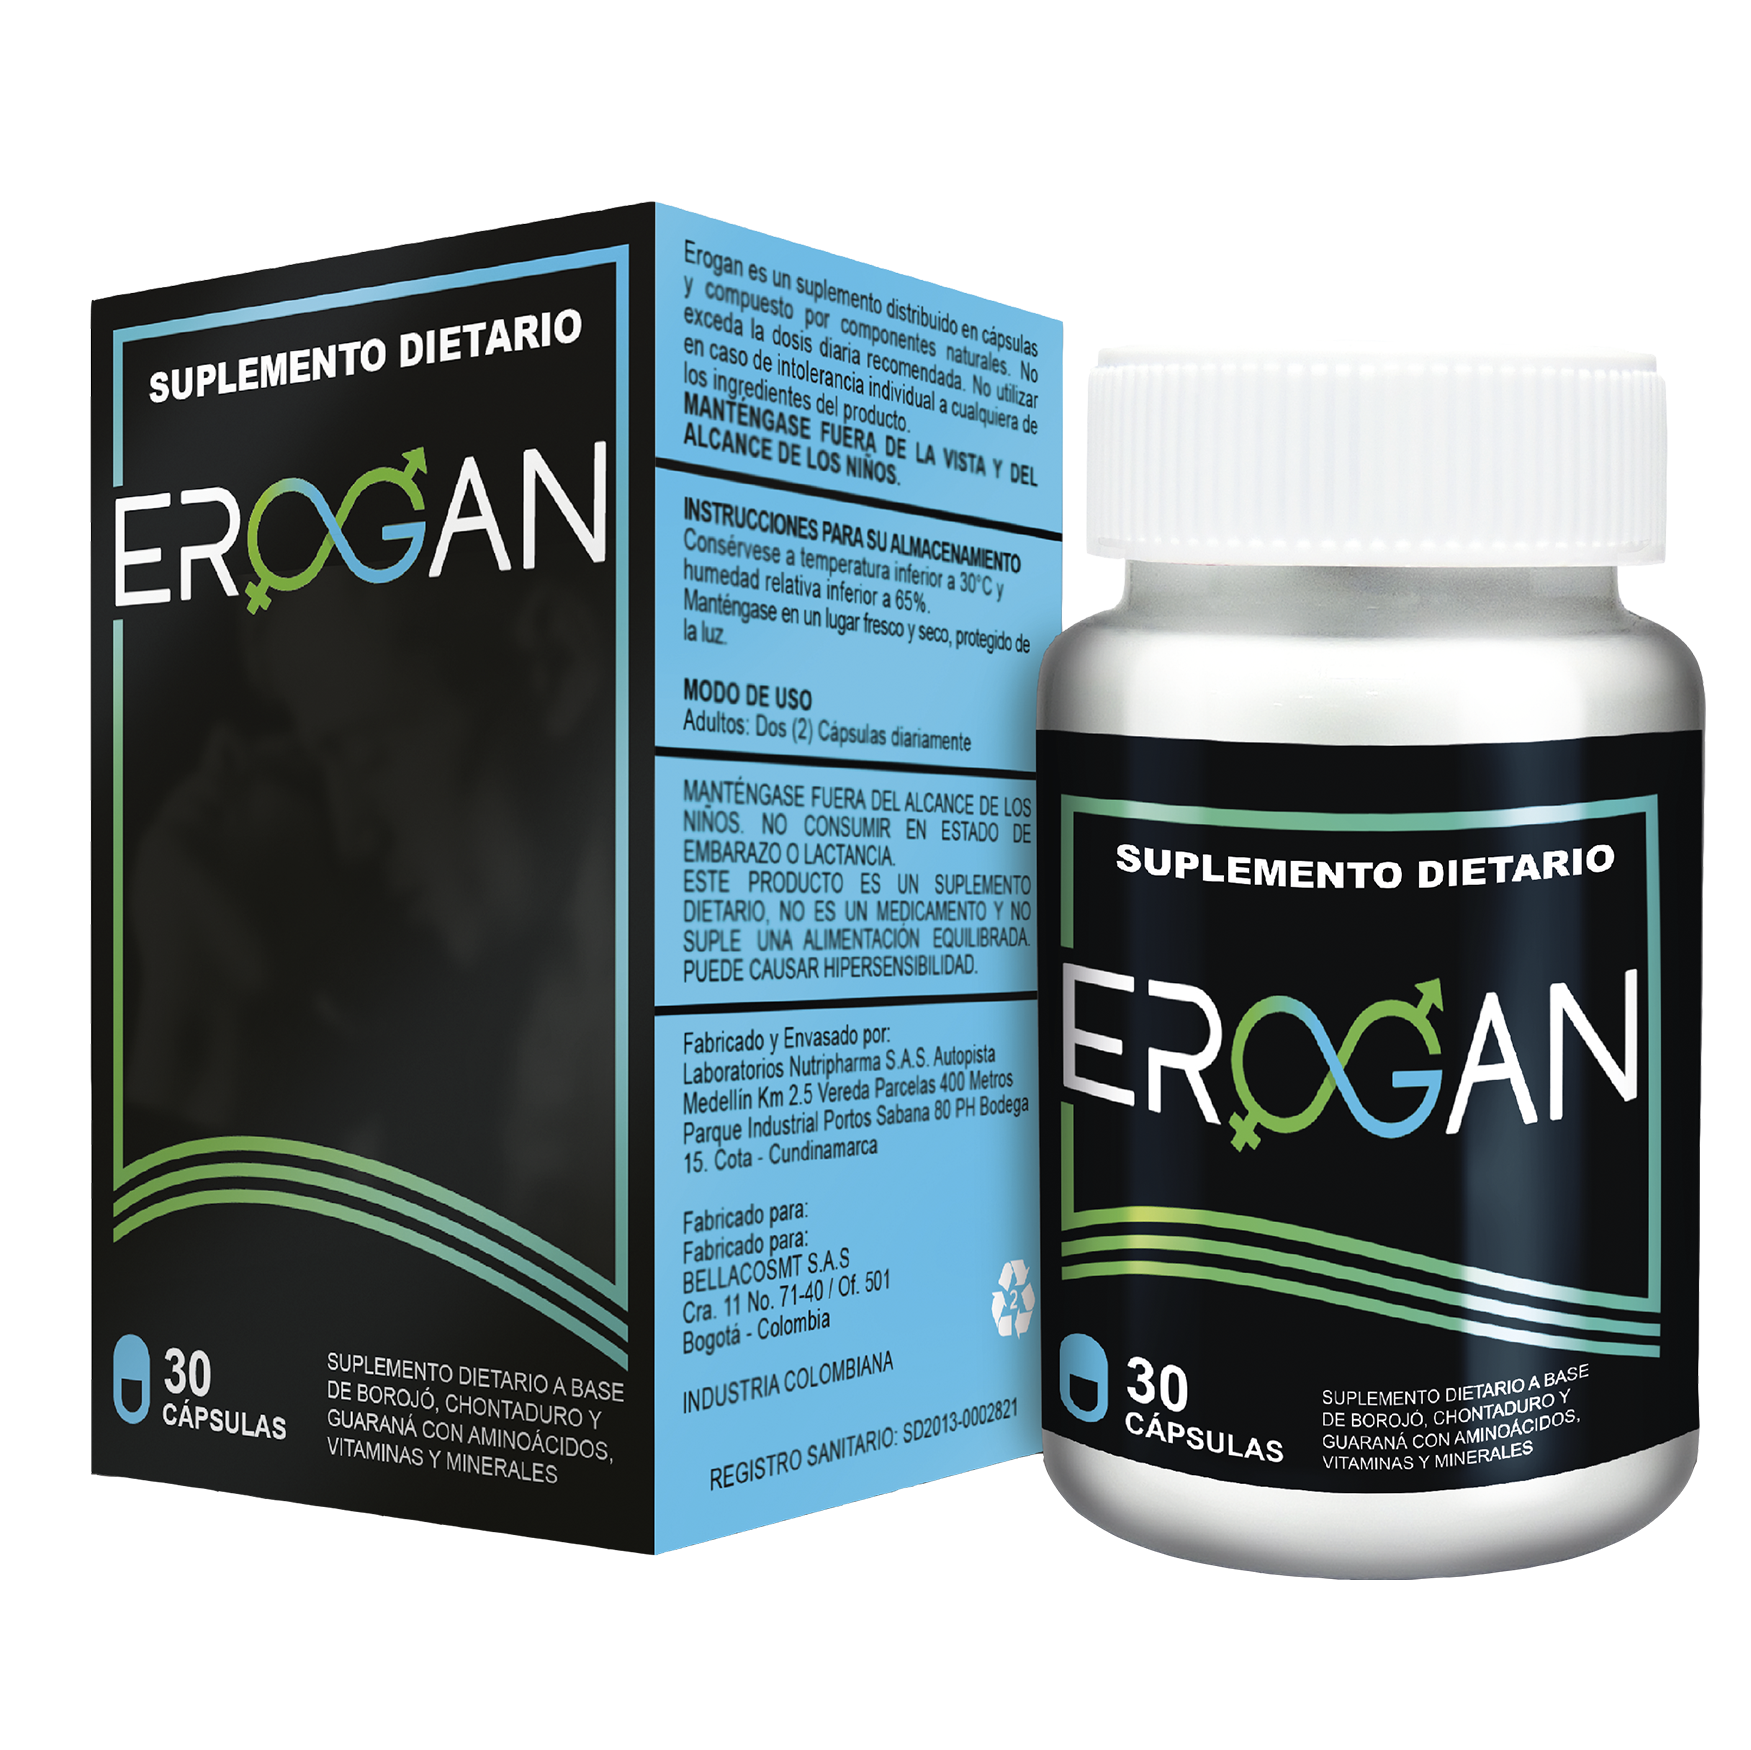 SUPLEMENTO DIETARIO
EROGAN
30
CÁPSULAS
SUPLEMENTO DIETARIO A BASE
DE BOROJÓ, CHONTADURO Y
GUARANÁ CON AMINOÁCIDOS,
VITAMINAS Y MINERALES
Erogan es un suplemento distribuido en cápsulas
y compuesto por componentes naturales. No
exceda la dosis diaria recomendada. No utilizar
en caso de intolerancia individual a cualquiera de
los ingredientes del producto.
MANTÉNGASE FUERA DE LA VISTA Y DEL
ALCANCE DE LOS NIÑOS.
INSTRUCCIONES PARA SU ALMACENAMIENTO
Consérvese a temperatura inferior a 30°C y
humedad relativa inferior a 65%.
Manténgase en un lugar fresco y seco, protegido de
la luz.
MODO DE USO
Adultos: Dos (2) Cápsulas diariamente
MANTÉNGASE FUERA DEL ALCANCE DE LOS
NIÑOS. NO CONSUMIR EN ESTADO DE
EMBARAZO O LACTANCIA.
ESTE PRODUCTO ES UN SUPLEMENTO
DIETARIO, NO ES UN MEDICAMENTO Y NO
SUPLE UNA ALIMENTACIÓN EQUILIBRADA.
PUEDE CAUSAR HIPERSENSIBILIDAD.
Fabricado y Envasado por:
Laboratorios Nutripharma S.A.S. Autopista
Medellín Km 2.5 Vereda Parcelas 400 Metros
Parque Industrial Portos Sabana 80 PH Bodega
15. Cota - Cundinamarca
Fabricado para:
Fabricado para:
BELLACOSMT S.A.S
Cra. 11 No. 71-40 / Of. 501
Bogotá - Colombia
2
INDUSTRIA COLOMBIANA
REGISTRO SANITARIO: SD2013-0002821
SUPLEMENTO DIETARIO
EROGAN
30
CÁPSULAS
SUPLEMENTO DIETARIO A BASE
DE BOROJÓ, CHONTADURO Y
GUARANÁ CON AMINOÁCIDOS,
VITAMINAS Y MINERALES